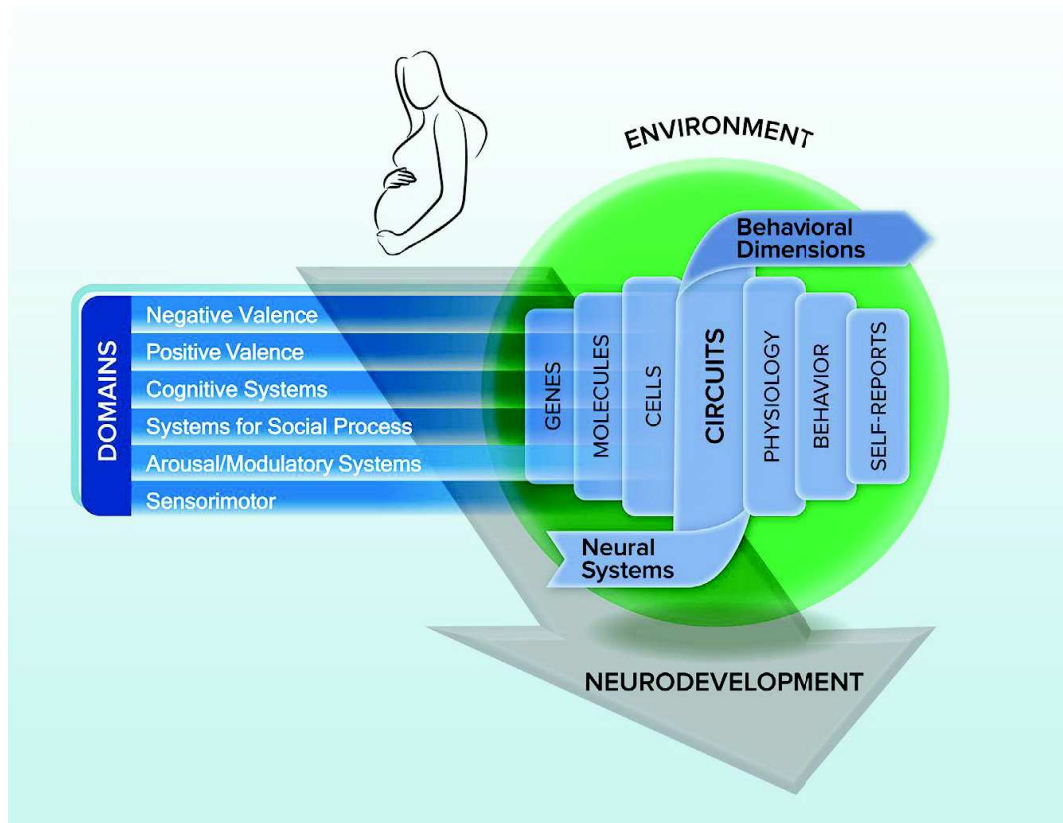 ENVIRONMENT
Behavioral
Dimensions
DOMAINS
Negative Valence
Positive Valence
Cognitive Systems
Systems for Social Process
Arousal/Modulatory Systems
Sensorimotor
GENES
MOLECULES
CELLS
CIRCUITS
PHYSIOLOGY
BEHAVIOR
SELF-REPORTS
Neural
Systems
NEURODEVELOPMENT